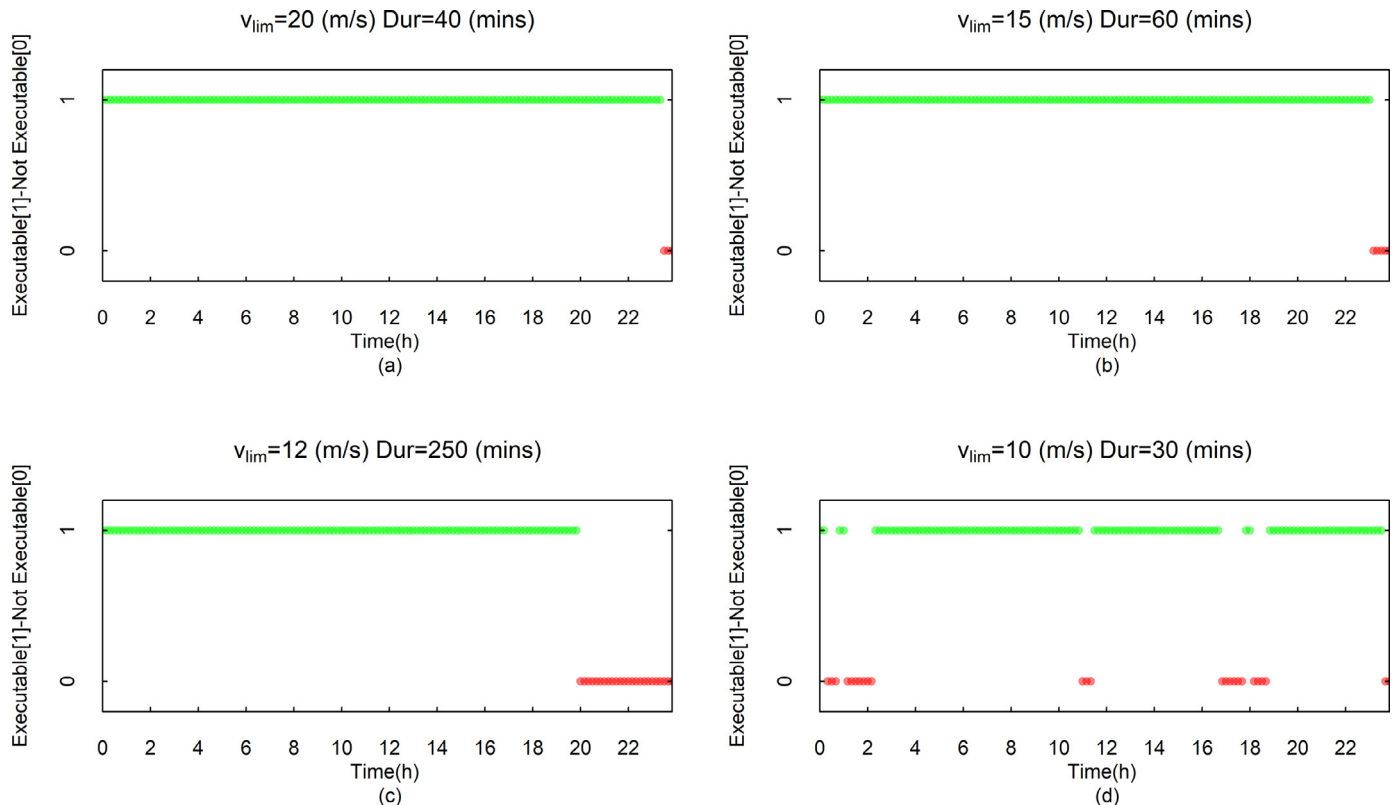 v_lim=20 (m/s) Dur=40 (mins)
Executable[1]-Not Executable[0]
1
0
0 2 4 6 8 10 12 14 16 18 20 22
Time(h)
(a)
v_lim=15 (m/s) Dur=60 (mins)
Executable[1]-Not Executable[0]
1
0
0 2 4 6 8 10 12 14 16 18 20 22
Time(h)
(b)
v_lim=12 (m/s) Dur=250 (mins)
Executable[1]-Not Executable[0]
1
0
0 2 4 6 8 10 12 14 16 18 20 22
Time(h)
(c)
v_lim=10 (m/s) Dur=30 (mins)
Executable[1]-Not Executable[0]
1
0
0 2 4 6 8 10 12 14 16 18 20 22
Time(h)
(d)